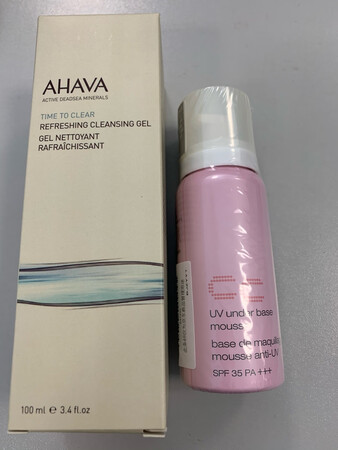 AHAVA
ACTIVE DEADSEA MINERALS
TIME TO CLEAR
REFRESHING CLEANSING GEL
GEL NETTOYANT
RAFRAÎCHISSANT
100 ml ℮ 3.4 fl.oz
UV under base
mousse
base de maquilla
mousse anti-UV
SPF 35 PA +++